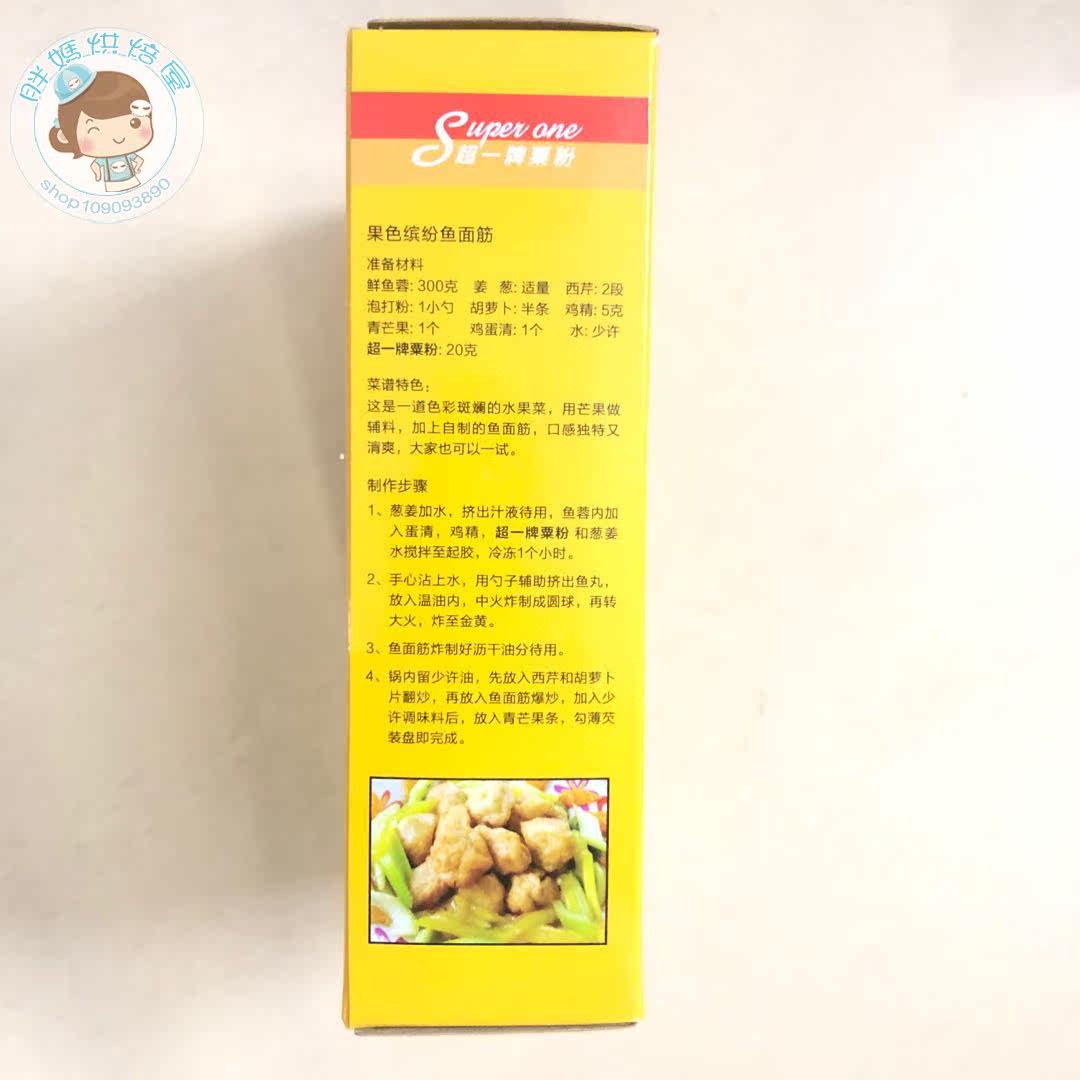 胖媽烘焙屋
shop109093890
Super one
超一牌粟粉
果色缤纷鱼面筋
准备材料
鲜鱼蓉: 300克 姜 葱: 适量 西芹: 2段
泡打粉: 1小勺 胡萝卜: 半条 鸡精: 5克
青芒果: 1个 鸡蛋清: 1个 水: 少许
超一牌粟粉: 20克
菜谱特色:
这是一道色彩斑斓的水果菜，用芒果做
辅料，加上自制的鱼面筋，口感独特又
清爽，大家也可以一试。
制作步骤
1、葱姜加水，挤出汁液待用，鱼蓉内加
入蛋清，鸡精，超一牌粟粉 和葱姜
水搅拌至起胶，冷冻1个小时。
2、手心沾上水，用勺子辅助挤出鱼丸，
放入温油内，中火炸制成圆球，再转
大火，炸至金黄。
3、鱼面筋炸制好沥干油分待用。
4、锅内留少许油，先放入西芹和胡萝卜
片翻炒，再放入鱼面筋爆炒，加入少
许调味料后，放入青芒果条，勾薄芡
装盘即完成。